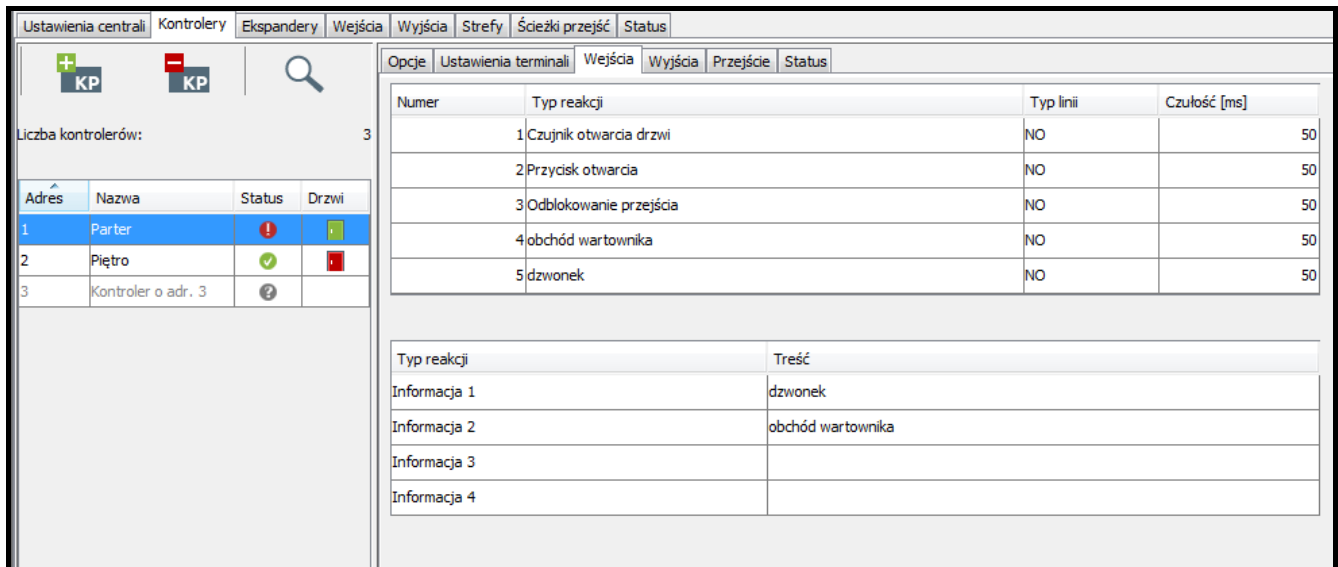 Ustawienia centrali Kontrolery Ekspandery Wejścia Wyjścia Strefy Ścieżki przejść Status
KP KP
Opcje Ustawienia terminali Wejścia Wyjścia Przejście Status
Liczba kontrolerów: 3
Adres Nazwa Status Drzwi
1 Parter
2 Piętro
3 Kontroler o adr. 3
Numer Typ reakcji Typ linii Czułość [ms]
1 Czujnik otwarcia drzwi NO 50
2 Przycisk otwarcia NO 50
3 Odblokowanie przejścia NO 50
4 obchód wartownika NO 50
5 dzwonek NO 50
Typ reakcji Treść
Informacja 1 dzwonek
Informacja 2 obchód wartownika
Informacja 3
Informacja 4